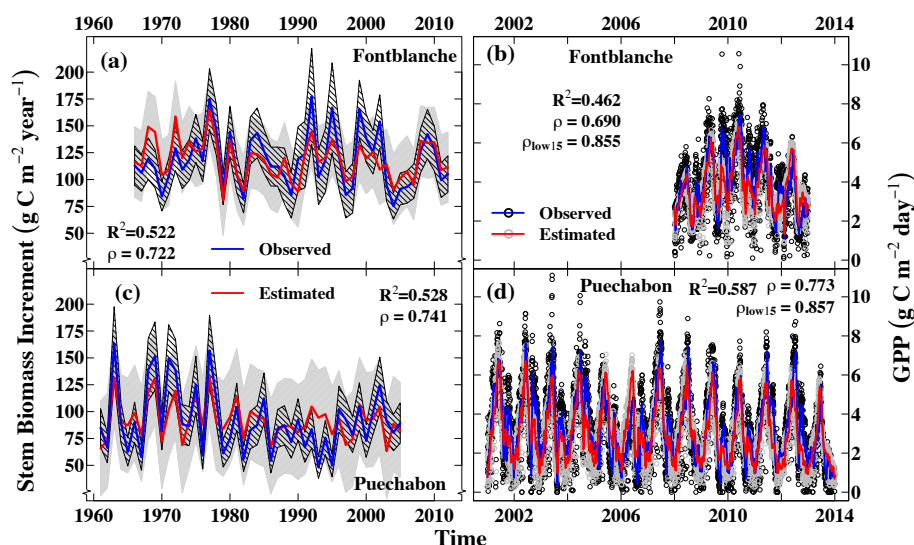 1960 1970 1980 1990 2000 2010
2002 2006 2010 2014
Stem Biomass Increment (g C m⁻² year⁻¹)
200
175
150
125
100
75
50
(a)
Fontblanche
R²=0.522
ρ = 0.722
Observed
(b)
Fontblanche
R²=0.462
ρ = 0.690
ρlow15 = 0.855
Observed
Estimated
10
8
6
4
2
0
GPP (g C m⁻² day⁻¹)
200
175
150
125
100
75
50
(c)
Estimated
R²=0.528
ρ = 0.741
Puechabon
(d)
Puechabon
R²=0.587
ρ = 0.773
ρlow15 = 0.857
10
8
6
4
2
0
1960 1970 1980 1990 2000 2010
2002 2006 2010 2014
Time